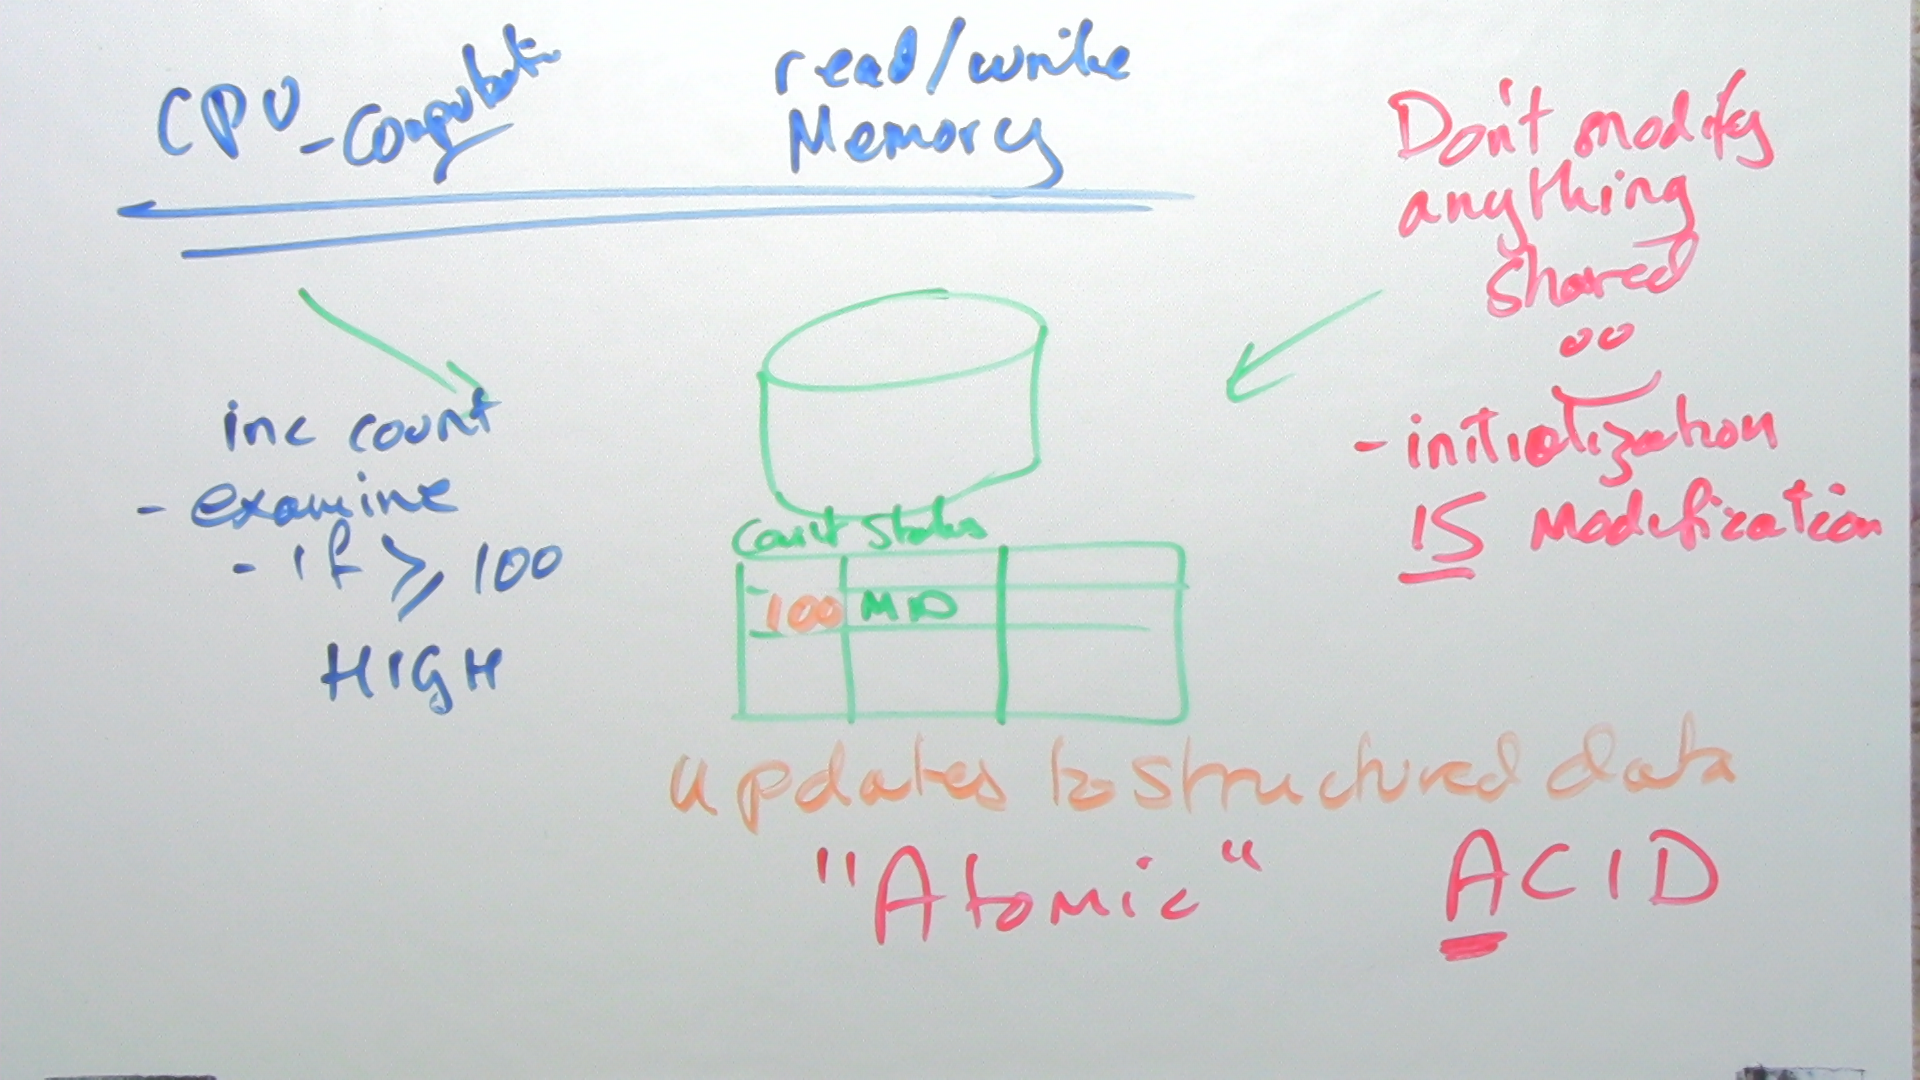 CPU - Computation
read/write
Memory
Don't modify
anything
shared
oo
- initialization
IS Modification
inc count
- examine
- if ⩾ 100
HIGH
Count Status
100 MID
updates to structured data
"Atomic" ACID